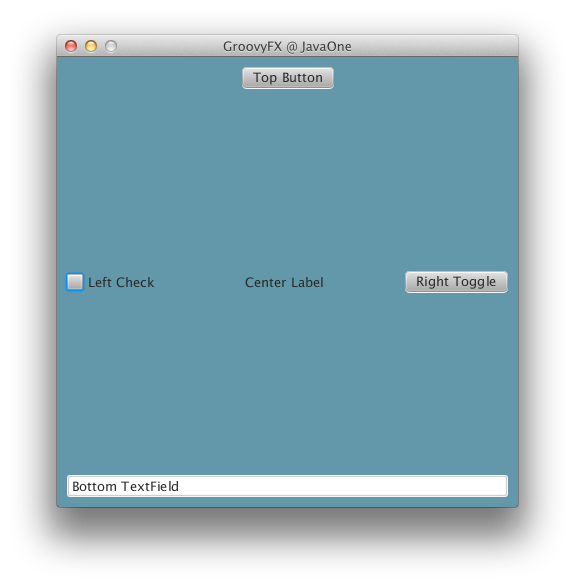 GroovyFX @ JavaOne
Top Button
Left Check Center Label Right Toggle
Bottom TextField